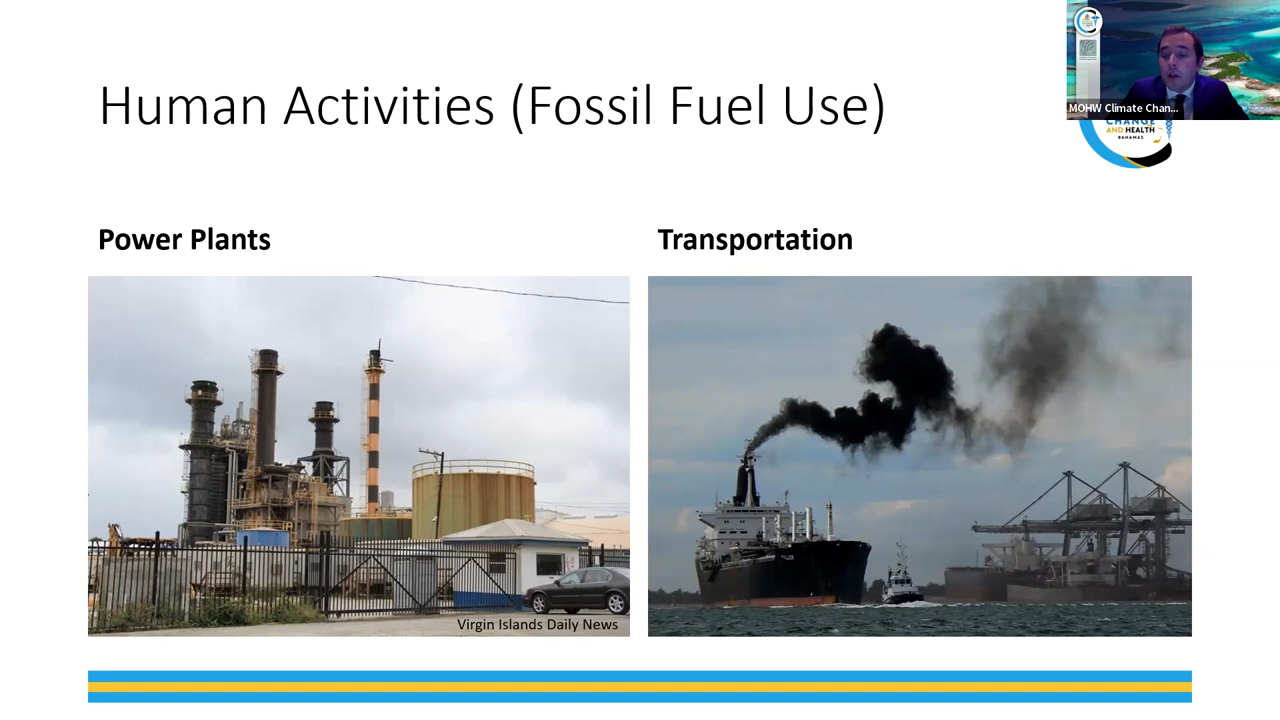 Human Activities (Fossil Fuel Use)
MOHW Climate Chan...
CHANGE
AND HEALTH
BAHAMAS
Power Plants
Transportation
Virgin Islands Daily News